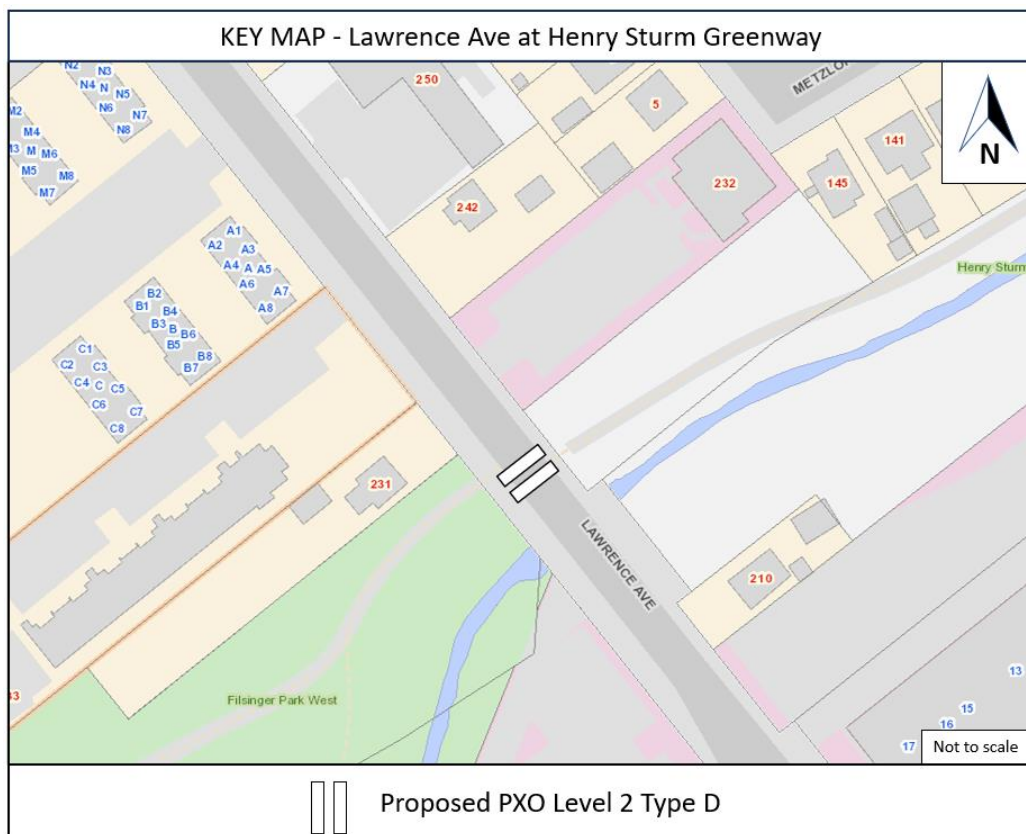 KEY MAP - Lawrence Ave at Henry Sturm Greenway
N2
N3
N4 N N5
N6
N7
N8
M2
M4
M3 M M6
M5
M8
M7
250
5
METZLO
N
141
145
232
242
Henry Sturm
A1
A2
A3
A4 A A5
A6
A7
A8
B2
B1
B4
B3 B B6
B5
B8
B7
C1
C2
C3
C4 C C5
C6
C7
C8
231
LAWRENCE AVE
210
Filsinger Park West
33
13
15
16
17
Not to scale
Proposed PXO Level 2 Type D